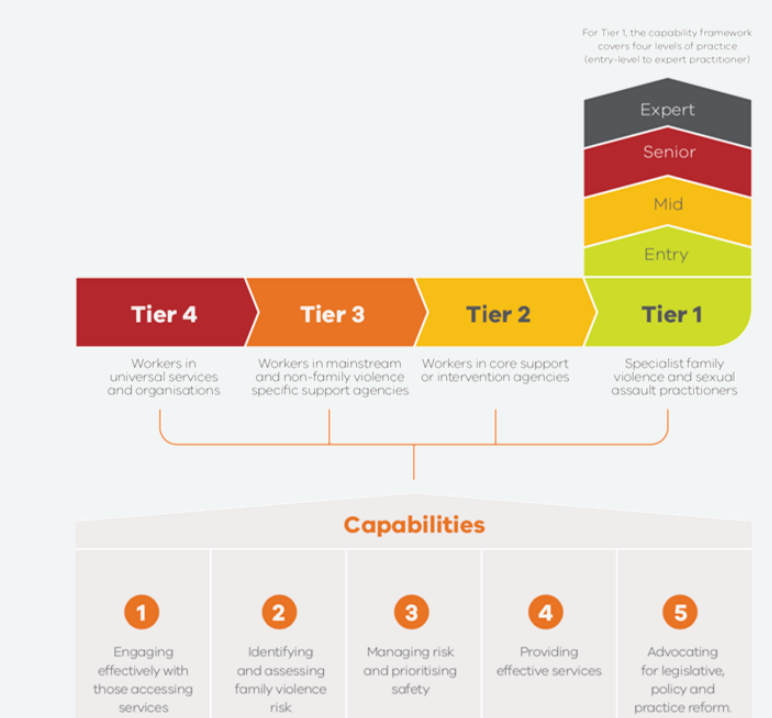 For Tier 1, the capability framework
covers four levels of practice
(entry-level to expert practitioner)
Expert
Senior
Mid
Entry
Tier 4
Tier 3
Tier 2
Tier 1
Workers in
universal services
and organisations
Workers in mainstream
and non-family violence
specific support agencies
Workers in core support
or intervention agencies
Specialist family
violence and sexual
assault practitioners
Capabilities
1
Engaging
effectively with
those accessing
services
2
Identifying
and assessing
family violence
risk
3
Managing risk
and prioritising
safety
4
Providing
effective services
5
Advocating
for legislative,
policy and
practice reform.